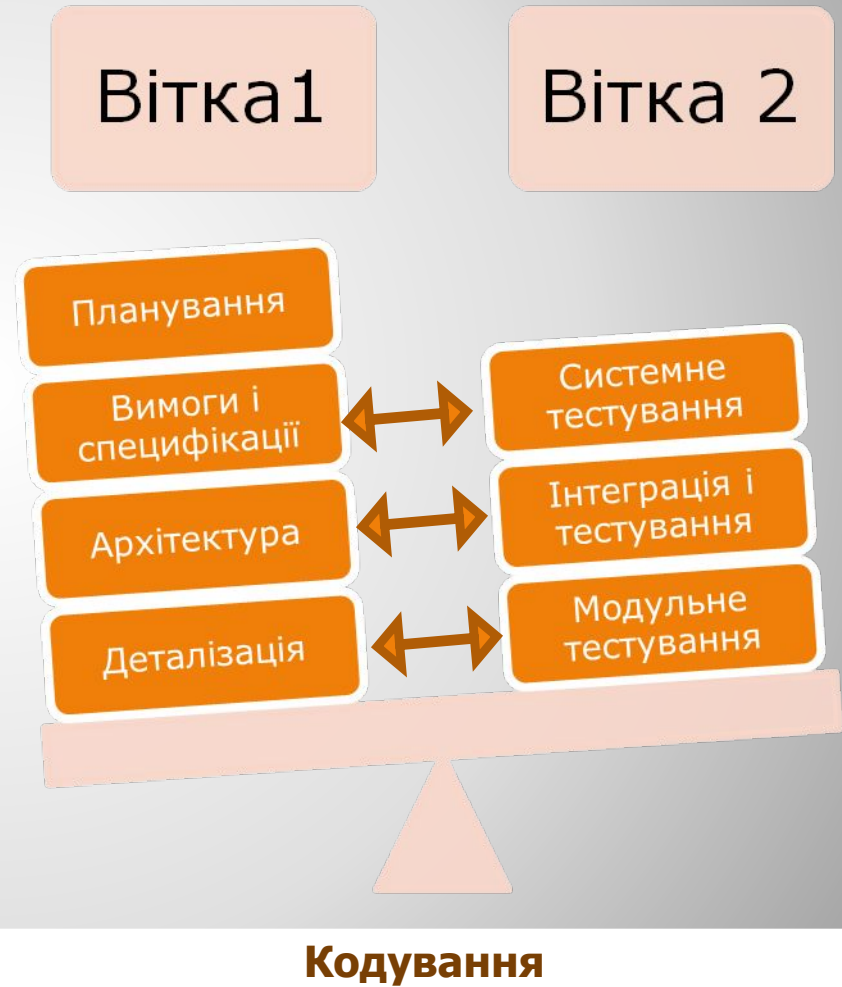 Вітка1
Вітка 2
Планування
Вимоги і
специфікації
Архітектура
Деталізація
Системне
тестування
Інтеграція і
тестування
Модульне
тестування
Кодування